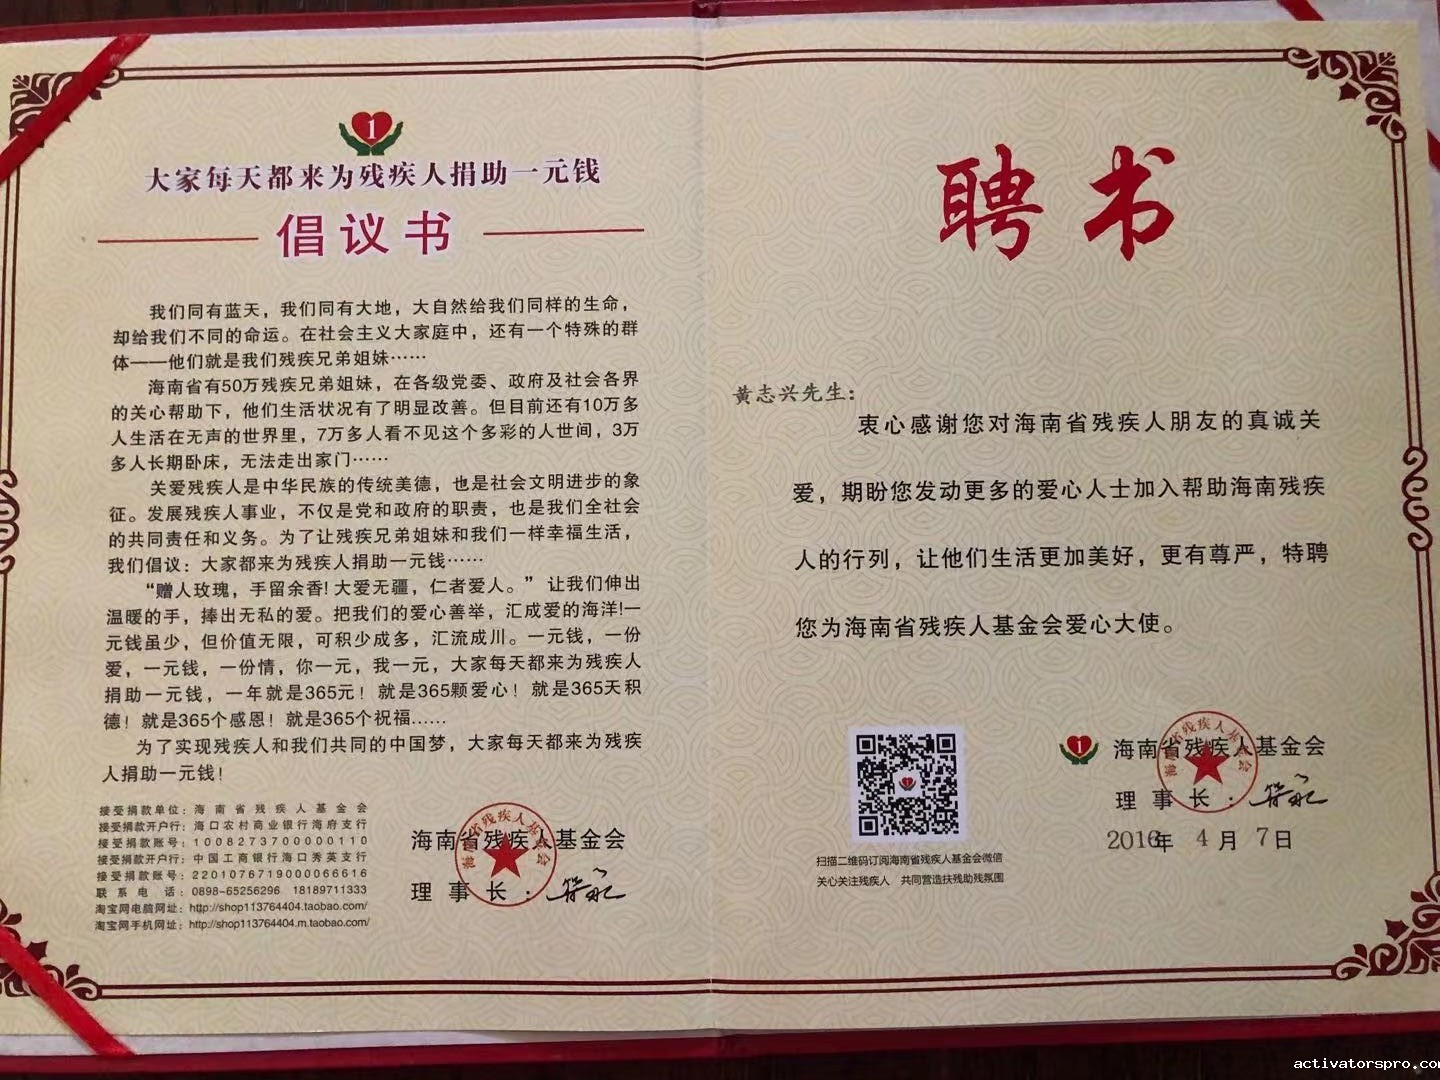 1
大家每天都来为残疾人捐助一元钱
倡议书
我们同有蓝天，我们同有大地，大自然给我们同样的生命，
却给我们不同的命运。在社会主义大家庭中，还有一个特殊的群
体——他们就是我们残疾兄弟姐妹……
海南省有50万残疾兄弟姐妹，在各级党委、政府及社会各界
的关心帮助下，他们生活状况有了明显改善。但目前还有10万多
人生活在无声的世界里，7万多人看不见这个多彩的人世间，3万
多人长期卧床，无法走出家门……
关爱残疾人是中华民族的传统美德，也是社会文明进步的象
征。发展残疾人事业，不仅是党和政府的职责，也是我们全社会
的共同责任和义务。为了让残疾兄弟姐妹和我们一样幸福生活，
我们倡议：大家都来为残疾人捐助一元钱……
“赠人玫瑰，手留余香！大爱无疆，仁者爱人。”让我们伸出
温暖的手，捧出无私的爱。把我们的爱心善举，汇成爱的海洋！一
元钱虽少，但价值无限，可积少成多，汇流成川。一元钱，一份
爱，一元钱，一份情，你一元，我一元，大家每天都来为残疾人
捐助一元钱，一年就是365元！就是365颗爱心！就是365天积
德！就是365个感恩！就是365个祝福……
为了实现残疾人和我们共同的中国梦，大家每天都来为残疾
人捐助一元钱！
接受捐款单位：海南省残疾人基金会
接受捐款开户行：海口农村商业银行海府支行
接受捐款账号：1008273700000110
接受捐款开户行：中国工商银行海口秀英支行
接受捐款账号：2201076719000066616
联系电话：0898-65256296 18189711333
淘宝网电脑网址：http://shop113764404.taobao.com/
淘宝网手机网址：http://shop113764404.m.taobao.com/
海南省残疾人基金会
理事长：
海南省残疾人基金会
聘书
黄志兴先生：
衷心感谢您对海南省残疾人朋友的真诚关
爱，期盼您发动更多的爱心人士加入帮助海南残疾
人的行列，让他们生活更加美好，更有尊严，特聘
您为海南省残疾人基金会爱心大使。
1
海南省残疾人基金会
理事长：
海南省残疾人基金会
2016年 4月7日
扫描二维码订阅海南省残疾人基金会微信
关心关注残疾人 共同营造扶残助残氛围
activatorspro.com